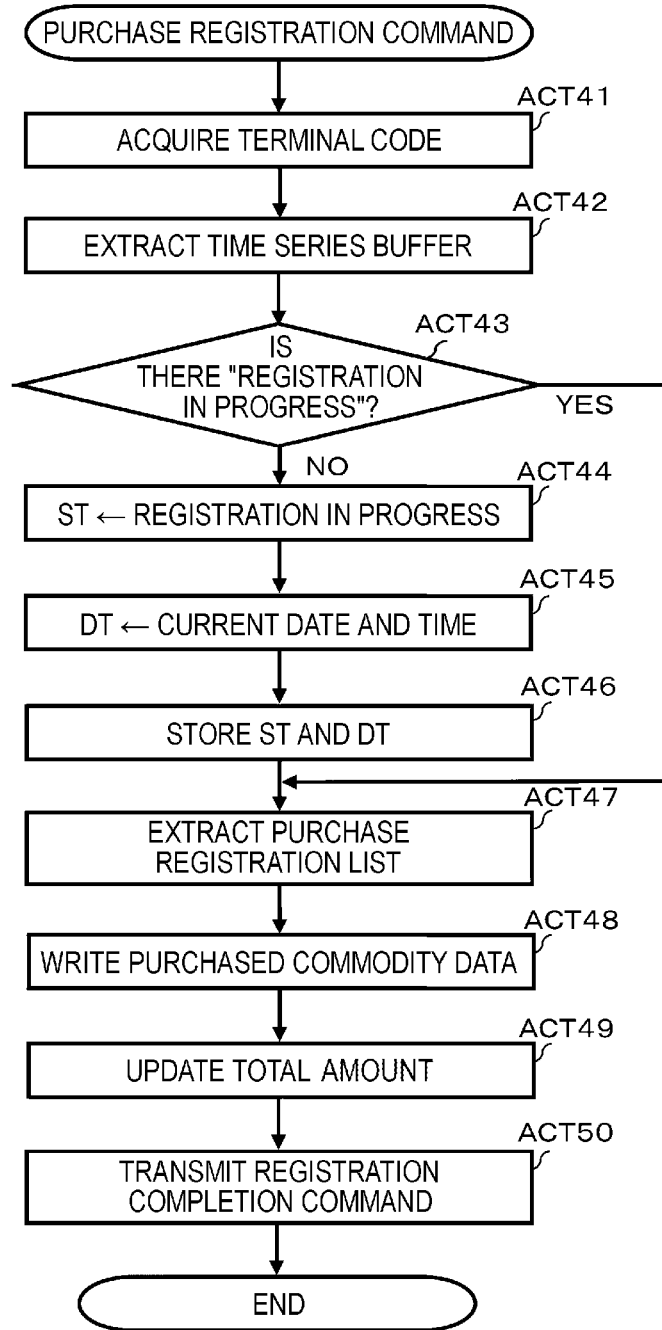 PURCHASE REGISTRATION COMMAND
ACT41
ACQUIRE TERMINAL CODE
ACT42
EXTRACT TIME SERIES BUFFER
ACT43
IS
THERE "REGISTRATION
IN PROGRESS"?
YES
NO
ACT44
ST ← REGISTRATION IN PROGRESS
ACT45
DT ← CURRENT DATE AND TIME
ACT46
STORE ST AND DT
ACT47
EXTRACT PURCHASE
REGISTRATION LIST
ACT48
WRITE PURCHASED COMMODITY DATA
ACT49
UPDATE TOTAL AMOUNT
ACT50
TRANSMIT REGISTRATION
COMPLETION COMMAND
END